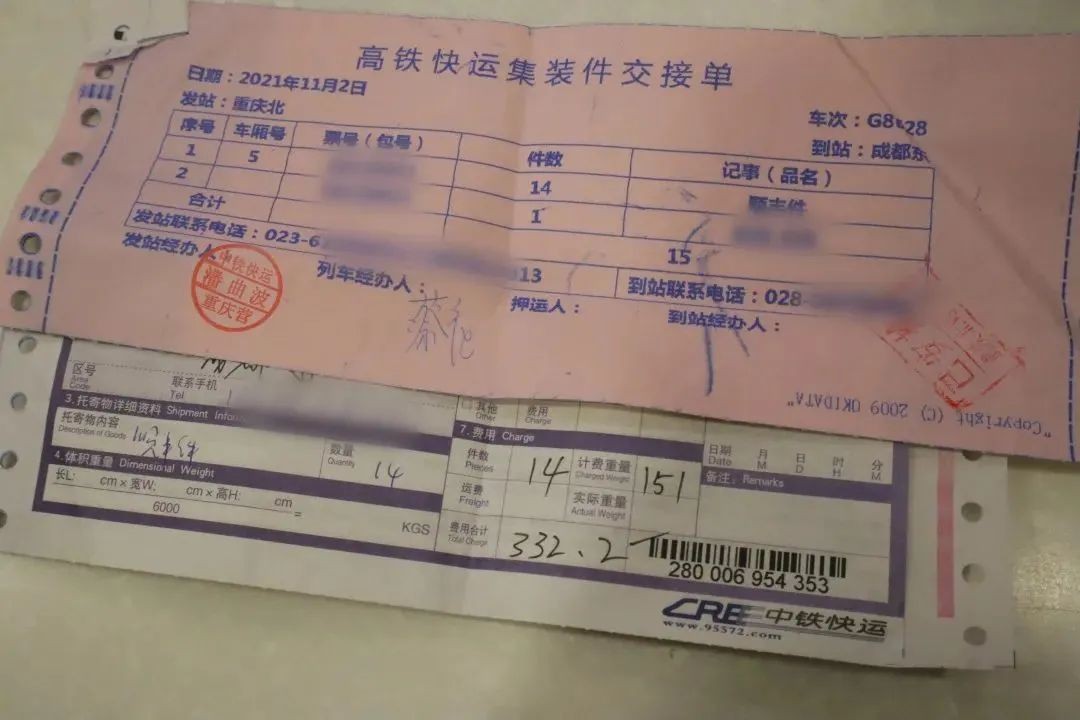 高铁快运集装件交接单
日期：2021年11月2日
发站：重庆北
车次：G8
到站：成都东
序号 车厢号 票号（包号） 件数 记事（品名）
1 5 14
2 1
合计 15
发站联系电话：023-6 013 到站联系电话：028-
发站经办人 列车经办人： 押运人： 到站经办人：
中铁快运
潘曲波
重庆营
"Copyright (C) 2009 OKIDATA"
区号
Area
Code
联系手机
Tel
3.托寄物详细资料 Shipment
托寄物内容
Description of Goods
数量
Quantity
14
4.体积重量 Dimensional Weight
长L: cm × 宽W: cm × 高H: cm
6000 =
KGS
其他
Other
费用
Charge
7.费用 Charge
件数
Pieces
14
计费重量
Charged Weight
151
运费
Freight
实际重量
Actual Weight
费用合计
Total Charge
332.2
日期 月 日 时 分
Date M D H M
备注： Remarks
280 006 954 353
CRE 中铁快运
www.95572.com